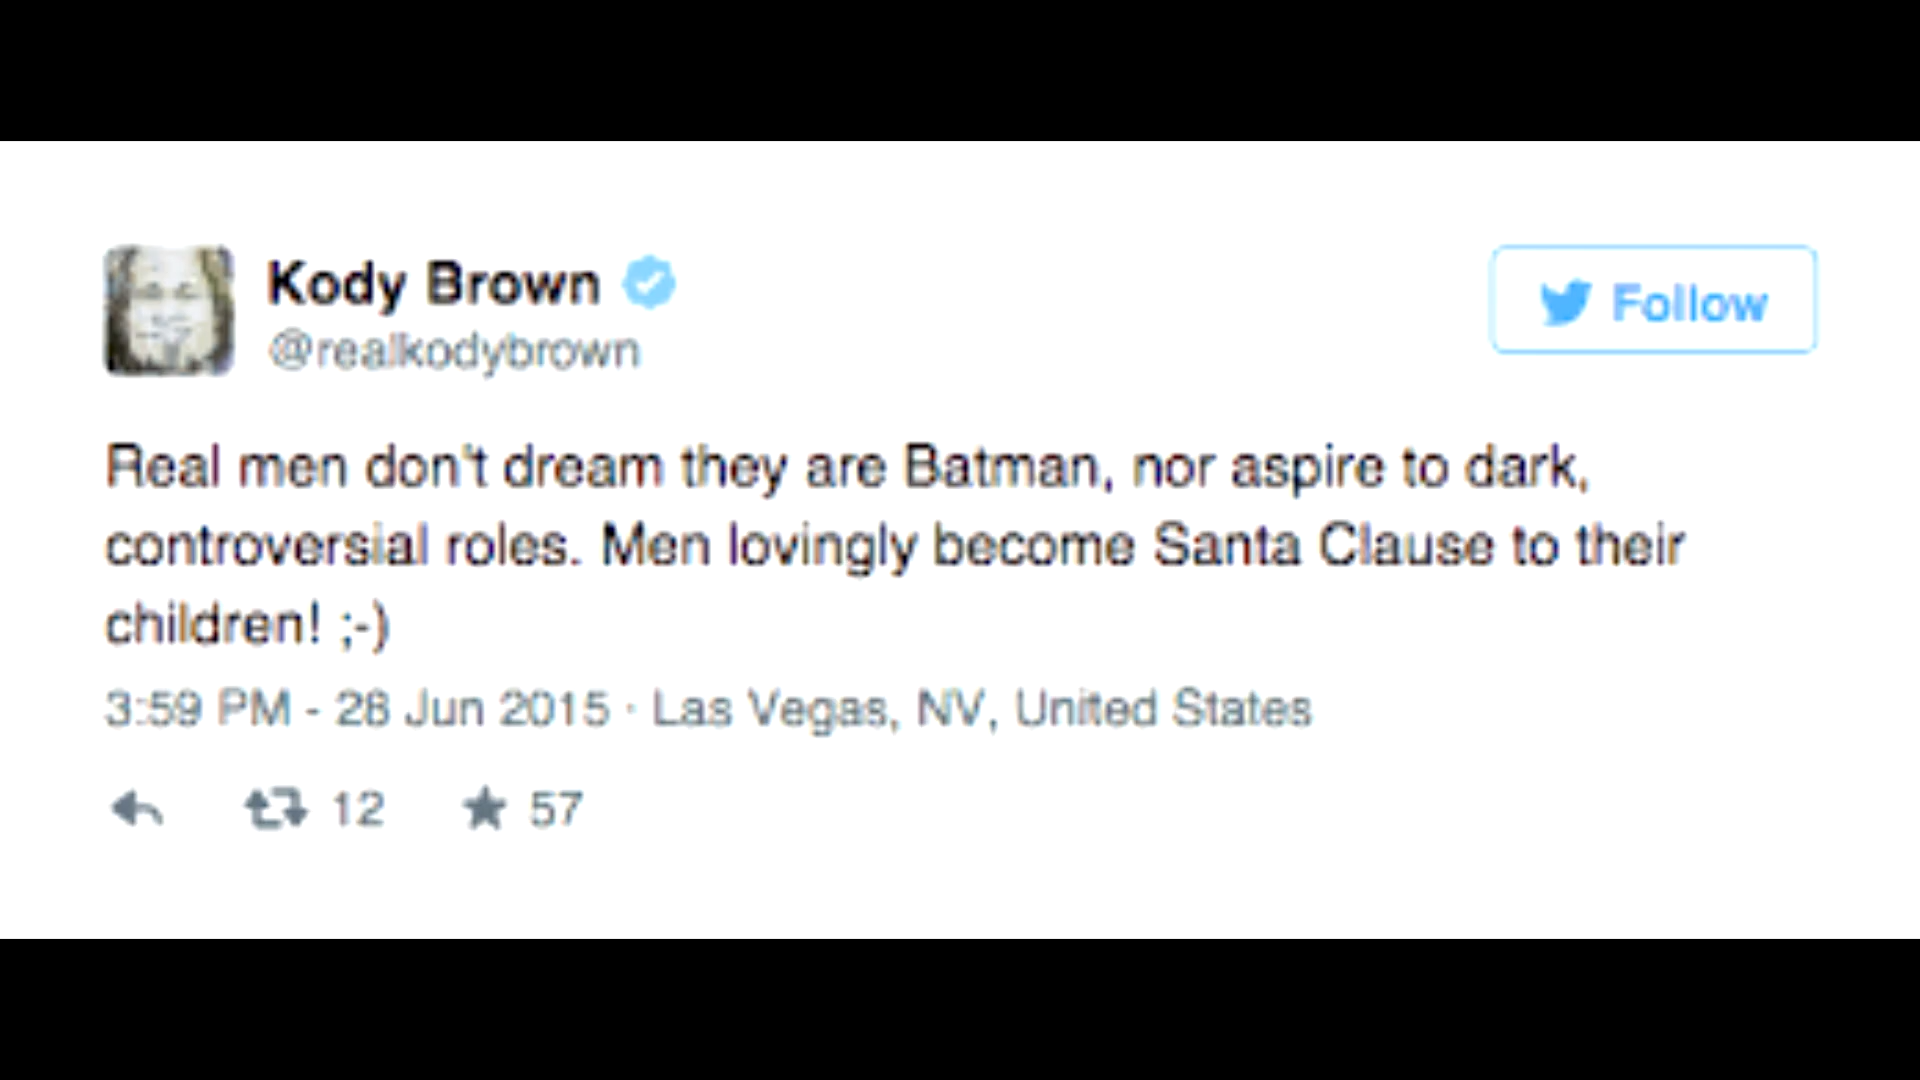 Kody Brown
@realkodybrown
Follow
Real men don't dream they are Batman, nor aspire to dark,
controversial roles. Men lovingly become Santa Clause to their
children! ;-)
3:59 PM - 28 Jun 2015 · Las Vegas, NV, United States
12 57